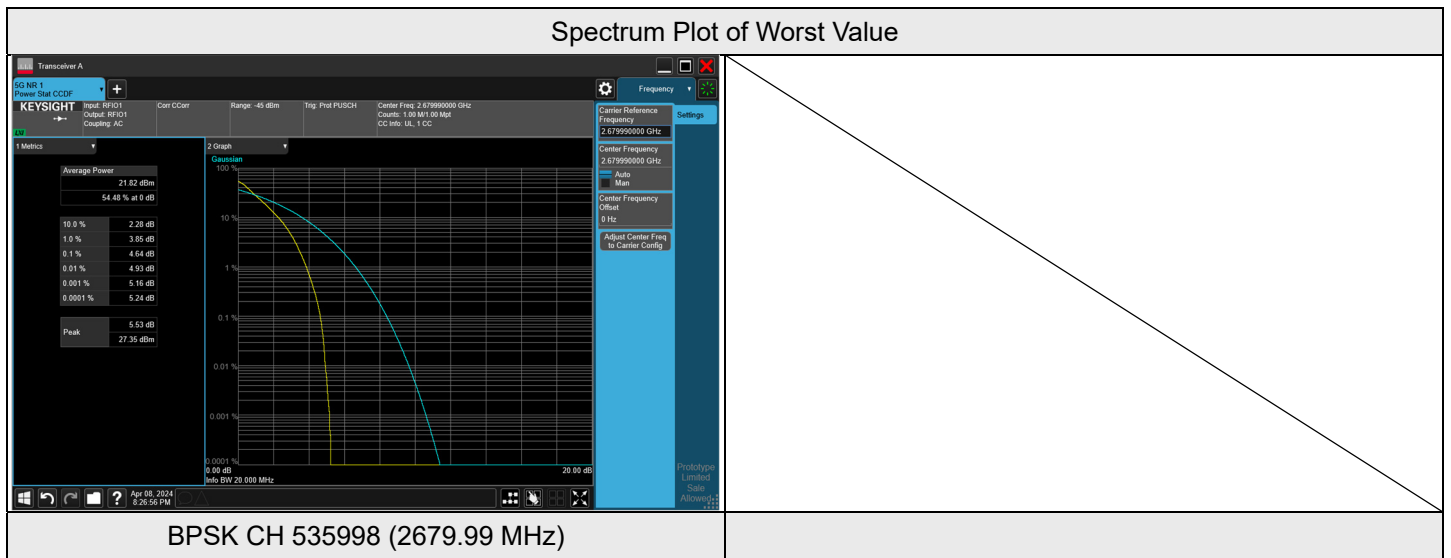 Spectrum Plot of Worst Value
Transceiver A
5G NR 1
Power Stat CCDF
Frequency
KEYSIGHT
Input: RFIO1
Output: RFIO1
Coupling: AC
Corr CCorr
Range: -45 dBm
Trig: Prot PUSCH
Center Freq: 2.679990000 GHz
Counts: 1.00 M/1.00 Mpt
CC Info: UL, 1 CC
1 Metrics
Average Power
21.82 dBm
54.48 % at 0 dB
10.0 % 2.28 dB
1.0 % 3.85 dB
0.1 % 4.64 dB
0.01 % 4.93 dB
0.001 % 5.16 dB
0.0001 % 5.24 dB
Peak
5.53 dB
27.35 dBm
2 Graph
Gaussian
100 %
10 %
1 %
0.1 %
0.01 %
0.001 %
0.0001 %
0.00 dB
20.00 dB
Info BW 20.000 MHz
Carrier Reference
Frequency
2.679990000 GHz
Center Frequency
2.679990000 GHz
Auto
Man
Center Frequency
Offset
0 Hz
Adjust Center Freq
to Carrier Config
Settings
Prototype
Limited
Sale
Allowed
?
Apr 08, 2024
8:26:56 PM
BPSK CH 535998 (2679.99 MHz)